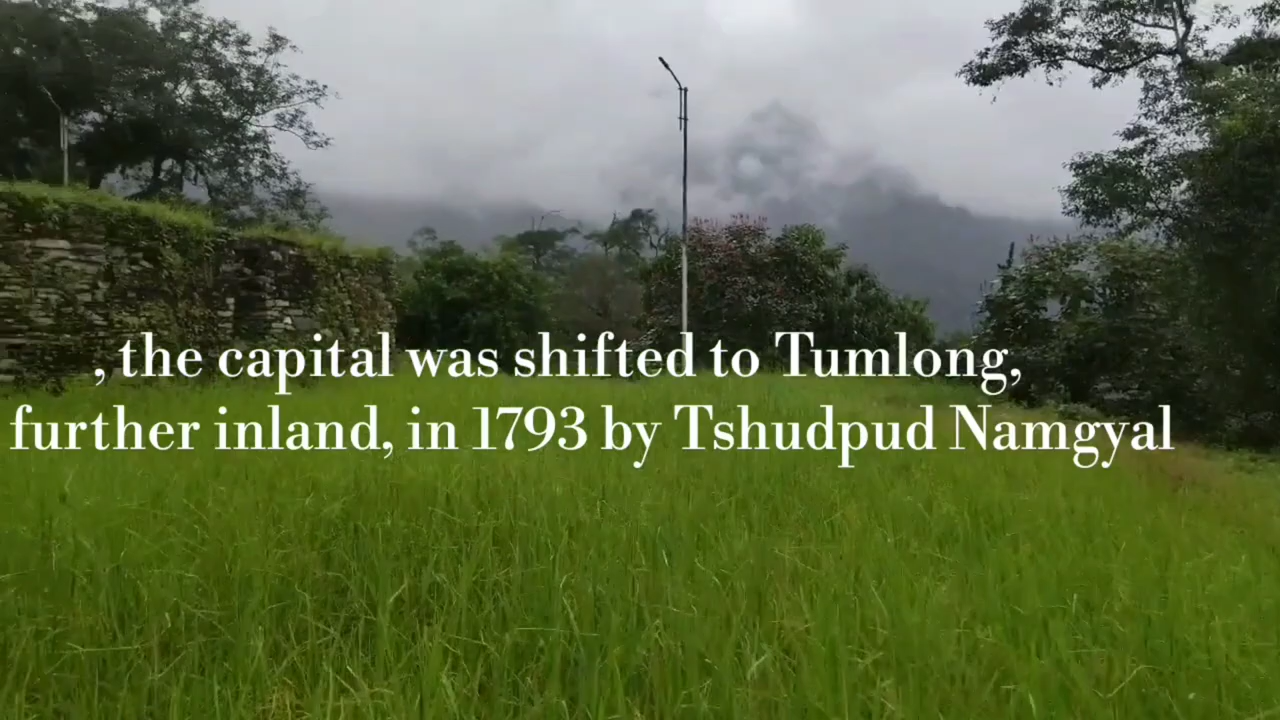 , the capital was shifted to Tumlong,
further inland, in 1793 by Tshudpud Namgyal